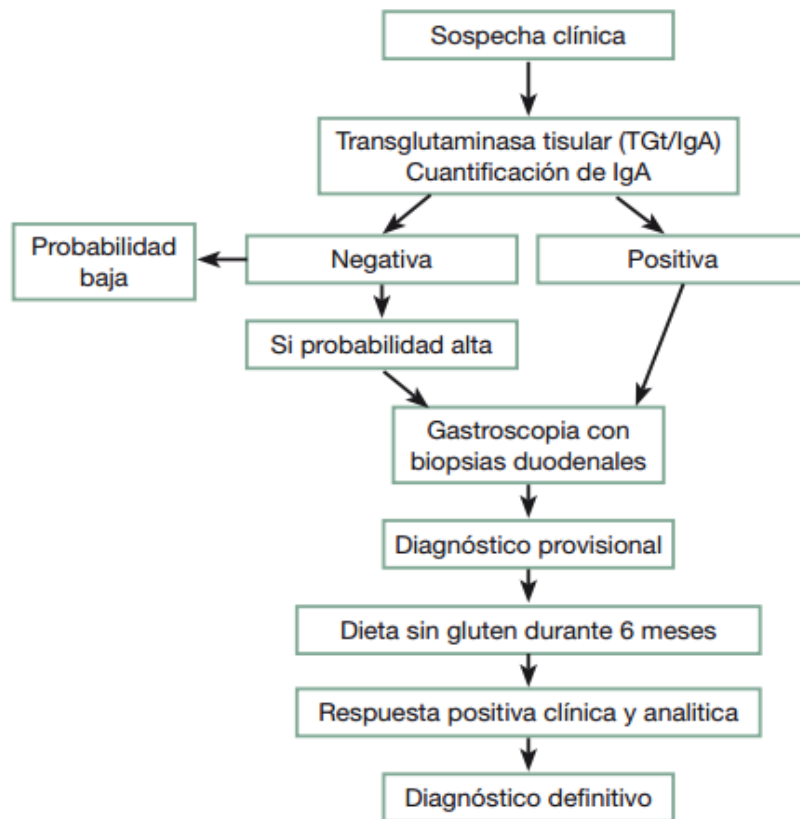 Sospecha clínica
Transglutaminasa tisular (TGt/IgA)
Cuantificación de IgA
Probabilidad
baja
Negativa
Positiva
Si probabilidad alta
Gastroscopia con
biopsias duodenales
Diagnóstico provisional
Dieta sin gluten durante 6 meses
Respuesta positiva clínica y analitica
Diagnóstico definitivo